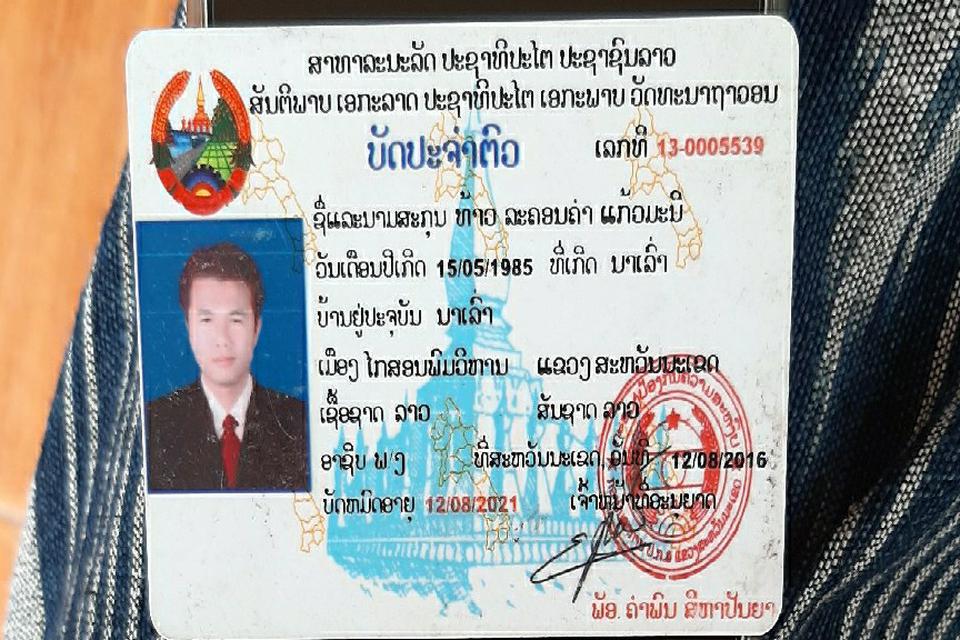 ສາທາລະນະລັດ ປະຊາທິປະໄຕ ປະຊາຊົນລາວ
ສັນຕິພາບ ເອກະລາດ ປະຊາທິປະໄຕ ເອກະພາບ ວັດທະນາຖາວອນ
ບັດປະຈຳຕົວ ເລກທີ 13-0005539
ຊື່ແລະນາມສະກຸນ ທ້າວ ລະຄອນຄຳ ແກ້ວມະນີ
ວັນເດືອນປີເກີດ 15/05/1985 ທີ່ເກີດ ນາເລົ່າ
ບ້ານຢູ່ປະຈຸບັນ ນາເລົ່າ
ເມືອງ ໄກສອນພົມວິຫານ ແຂວງ ສະຫວັນນະເຂດ
ເຊື້ອຊາດ ລາວ ສັນຊາດ ລາວ
ອາຊີບ ພ/ງ ທີ່ສະຫວັນນະເຂດ, ວັນທີ 12/08/2016
ບັດໝົດອາຍຸ 12/08/2021 ເຈົ້າໜ້າທີ່ອະນຸຍາດ
ພັອ. ຄຳພົນ ສີຫາປັນຍາ